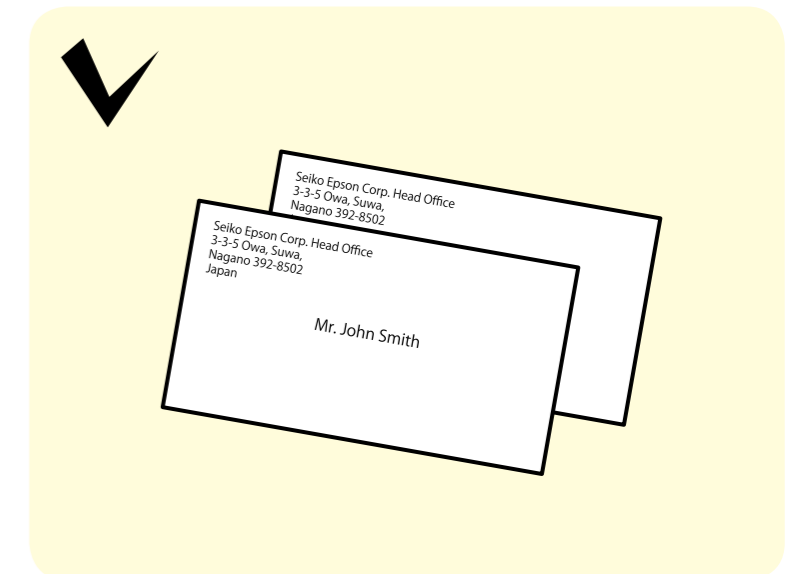 Seiko Epson Corp. Head Office
3-3-5 Owa, Suwa,
Nagano 392-8502
Seiko Epson Corp. Head Office
3-3-5 Owa, Suwa,
Nagano 392-8502
Japan
Mr. John Smith